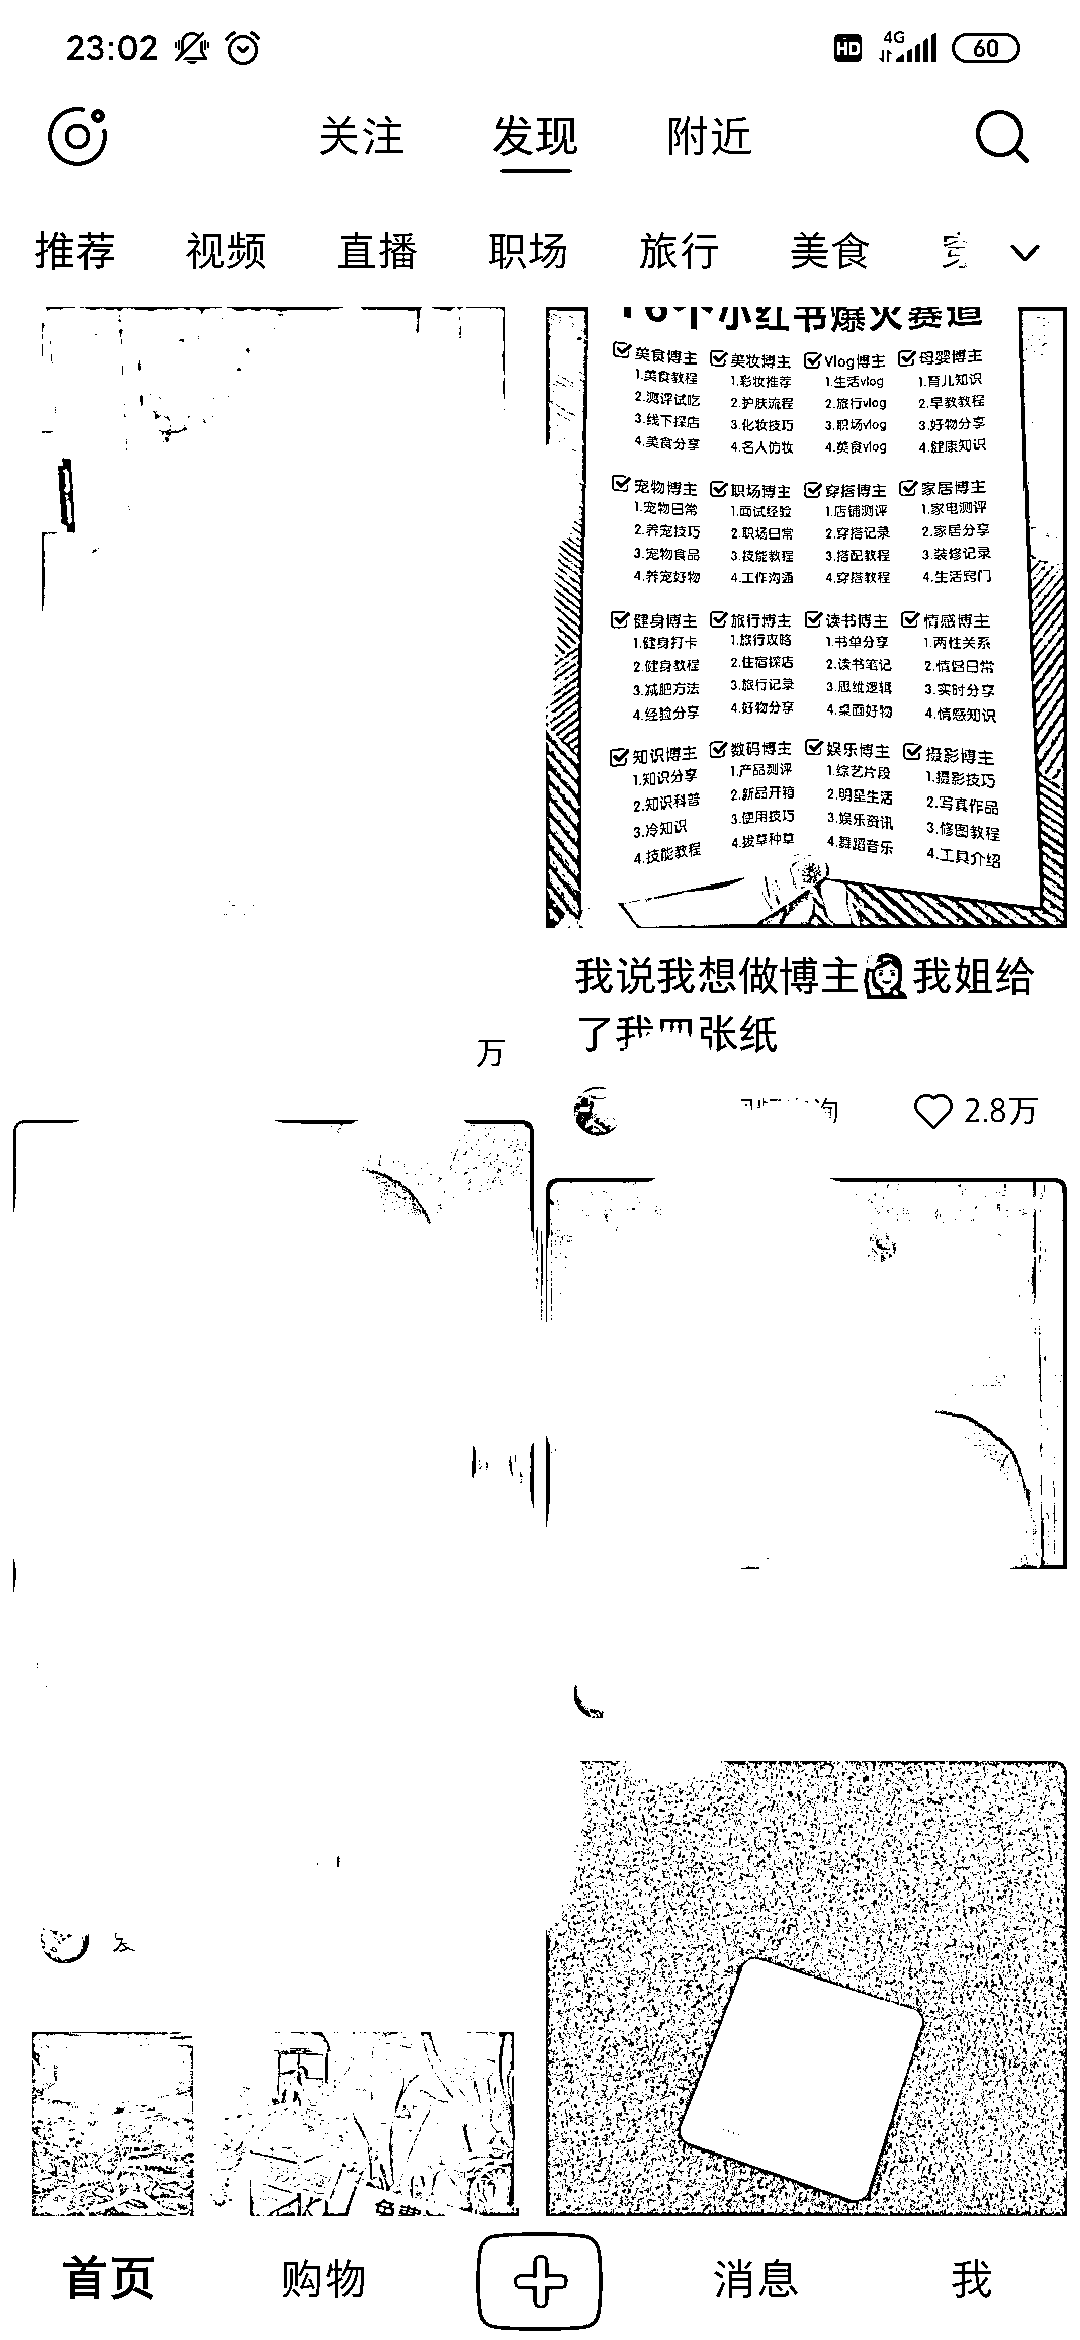 23:02 HD 4G 60
关注 发现 附近
推荐 视频 直播 职场 旅行 美食
小红书爆火赛道
美食博主 美妆博主 Vlog博主 母婴博主
1.美食教程 1.彩妆推荐 1.生活vlog 1.育儿知识
2.测评试吃 2.护肤流程 2.旅行vlog 2.早教教程
3.线下探店 3.化妆技巧 3.职场vlog 3.好物分享
4.美食分享 4.名人仿妆 4.美食vlog 4.健康知识
宠物博主 职场博主 穿搭博主 家居博主
1.宠物日常 1.面试经验 1.店铺测评 1.家电测评
2.养宠技巧 2.职场日常 2.穿搭记录 2.家居分享
3.宠物食品 3.技能教程 3.搭配教程 3.装修记录
4.养宠好物 4.工作沟通 4.穿搭教程 4.生活窍门
健身博主 旅行博主 读书博主 情感博主
1.健身打卡 1.旅行攻略 1.书单分享 1.两性关系
2.健身教程 2.住宿探店 2.读书笔记 2.情侣日常
3.减肥方法 3.旅行记录 3.思维逻辑 3.实时分享
4.经验分享 4.好物分享 4.桌面好物 4.情感知识
知识博主 数码博主 娱乐博主 摄影博主
1.知识分享 1.产品测评 1.综艺片段 1.摄影技巧
2.知识科普 2.新品开箱 2.明星生活 2.写真作品
3.冷知识 3.使用技巧 3.娱乐资讯 3.修图教程
4.技能教程 4.拔草种草 4.舞蹈音乐 4.工具介绍
我说我想做博主🙋🏻‍♀️我姐给
了我张纸
万
询 2.8万
首页 购物 消息 我